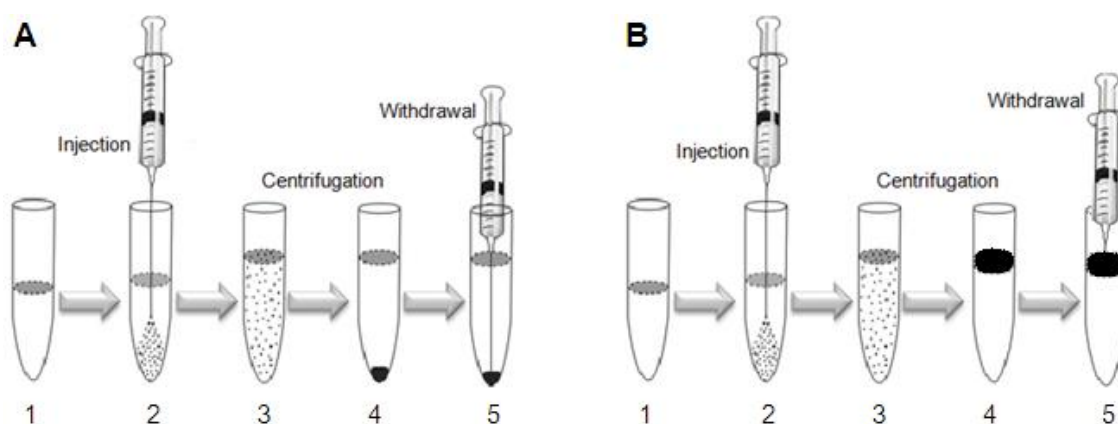 A
Injection
Centrifugation
Withdrawal
1 2 3 4 5
B
Injection
Centrifugation
Withdrawal
1 2 3 4 5